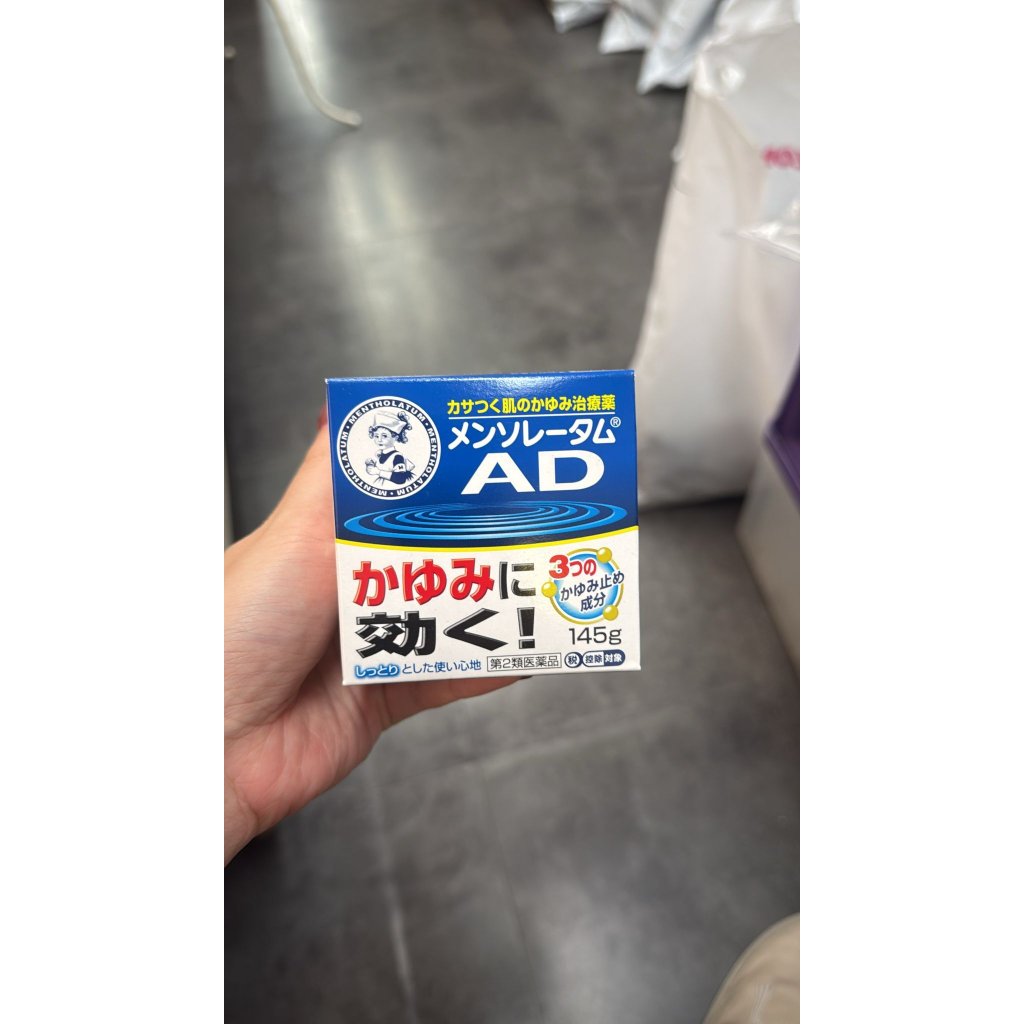 MENTHOLATUM · MENTHOLATUM · MENTHOLATUM ·
カサつく肌のかゆみ治療薬
メンソレータム®
AD
かゆみに
効く!
3つの
かゆみ止め
成分
145g
しっとりとした使い心地 第2類医薬品 税 控除 対象